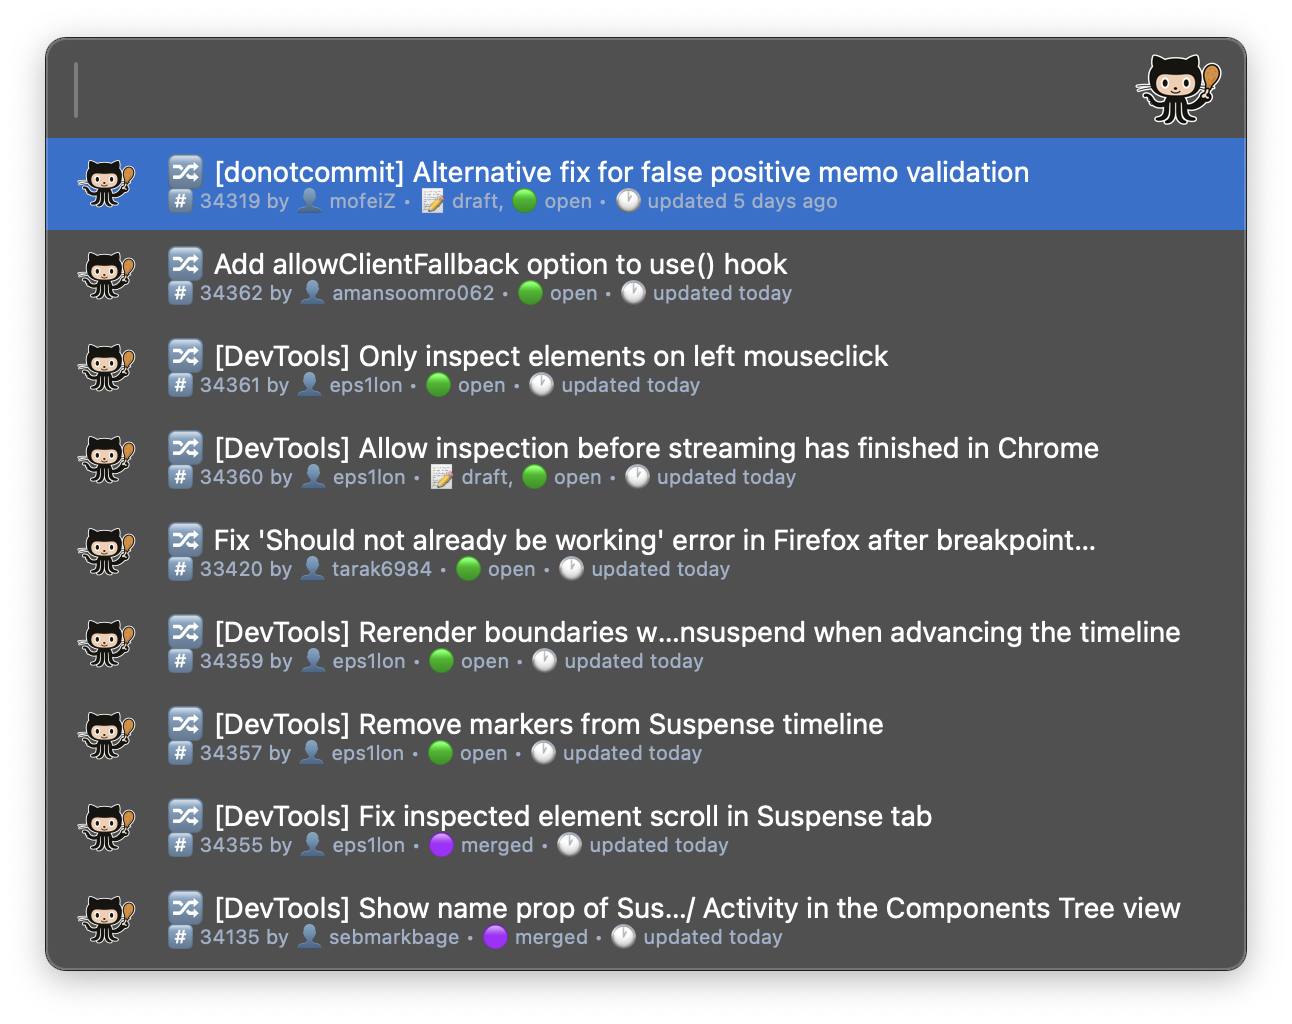 [donotcommit] Alternative fix for false positive memo validation
# 34319 by mofeiZ • draft, open • updated 5 days ago
Add allowClientFallback option to use() hook
# 34362 by amansoomro062 • open • updated today
[DevTools] Only inspect elements on left mouseclick
# 34361 by eps1lon • open • updated today
[DevTools] Allow inspection before streaming has finished in Chrome
# 34360 by eps1lon • draft, open • updated today
Fix 'Should not already be working' error in Firefox after breakpoint...
# 33420 by tarak6984 • open • updated today
[DevTools] Rerender boundaries w...nsuspend when advancing the timeline
# 34359 by eps1lon • open • updated today
[DevTools] Remove markers from Suspense timeline
# 34357 by eps1lon • open • updated today
[DevTools] Fix inspected element scroll in Suspense tab
# 34355 by eps1lon • merged • updated today
[DevTools] Show name prop of Sus.../ Activity in the Components Tree view
# 34135 by sebmarkbage • merged • updated today